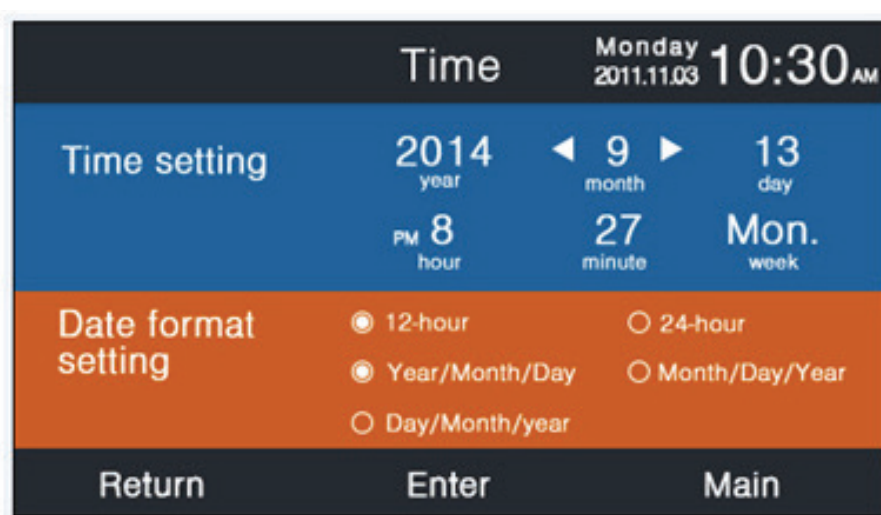 Time
Monday
2011.11.03
10:30 AM
Time setting
2014
year
◀ 9 ▶
month
13
day
PM 8
hour
27
minute
Mon.
week
Date format
setting
12-hour
24-hour
Year/Month/Day
Month/Day/Year
Day/Month/year
Return
Enter
Main